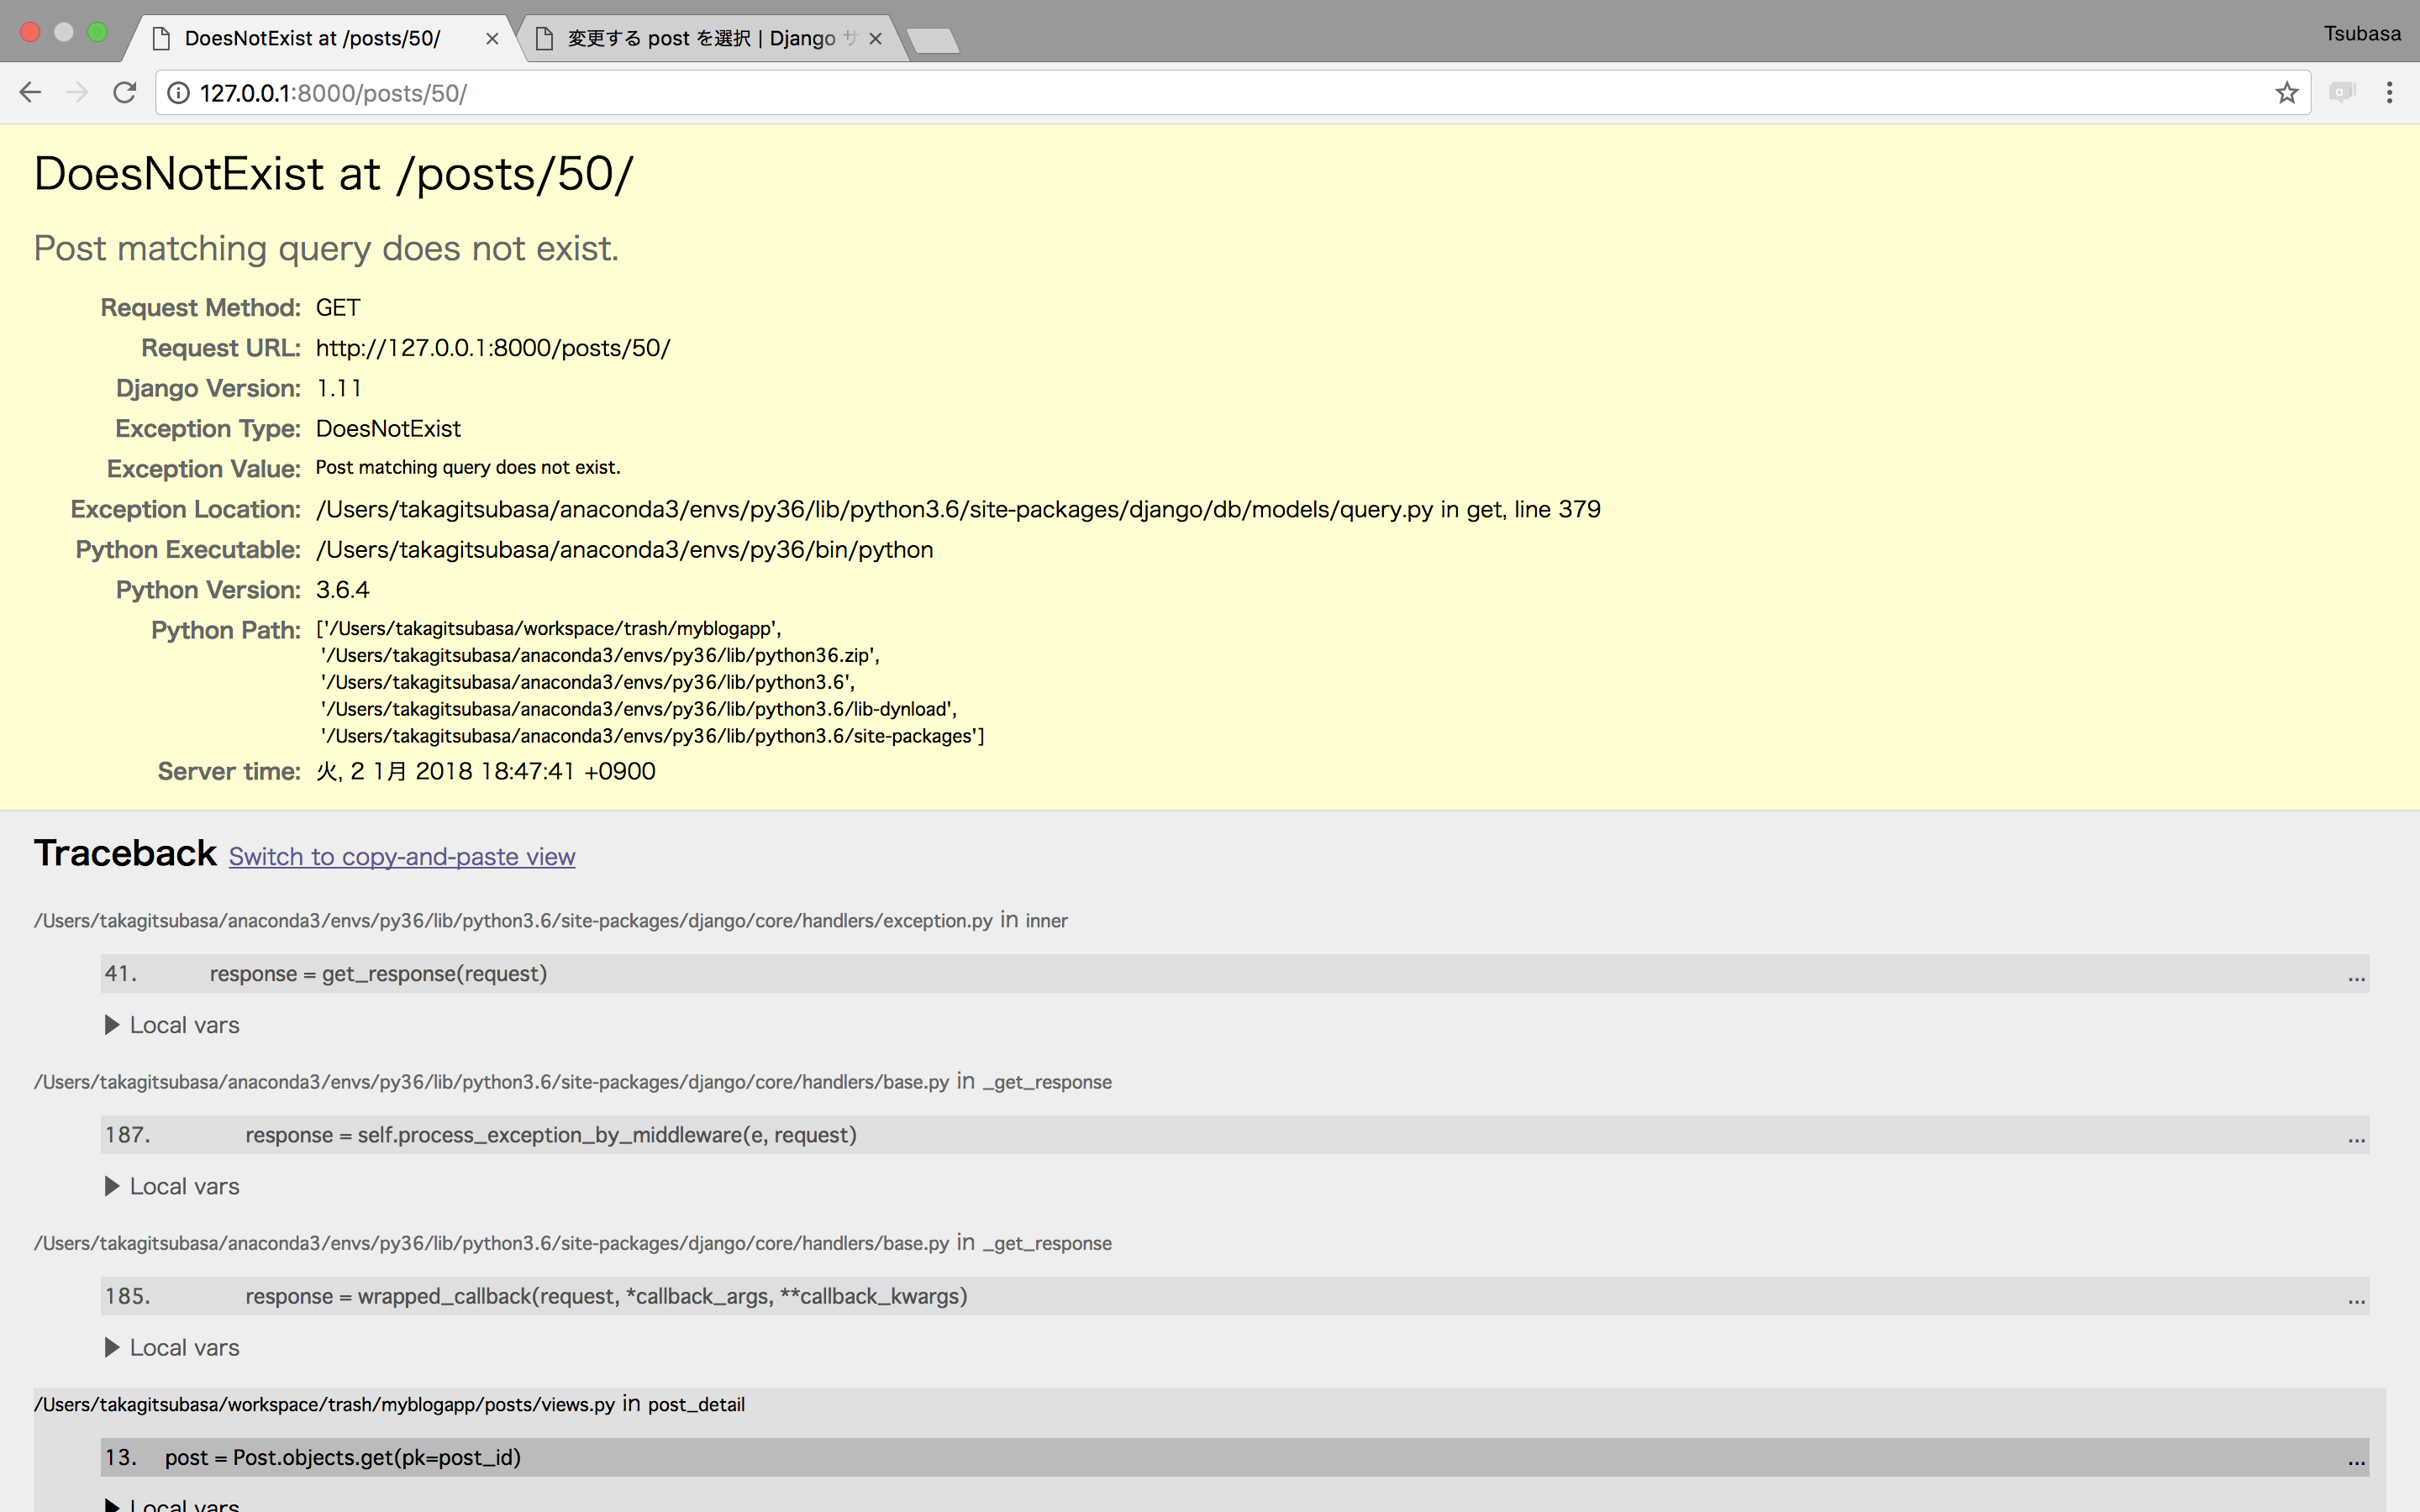 DoesNotExist at /posts/50/
変更する post を選択 | Django サ
Tsubasa
127.0.0.1:8000/posts/50/
DoesNotExist at /posts/50/
Post matching query does not exist.
Request Method: GET
Request URL: http://127.0.0.1:8000/posts/50/
Django Version: 1.11
Exception Type: DoesNotExist
Exception Value: Post matching query does not exist.
Exception Location: /Users/takagitsubasa/anaconda3/envs/py36/lib/python3.6/site-packages/django/db/models/query.py in get, line 379
Python Executable: /Users/takagitsubasa/anaconda3/envs/py36/bin/python
Python Version: 3.6.4
Python Path: ['/Users/takagitsubasa/workspace/trash/myblogapp',
'/Users/takagitsubasa/anaconda3/envs/py36/lib/python36.zip',
'/Users/takagitsubasa/anaconda3/envs/py36/lib/python3.6',
'/Users/takagitsubasa/anaconda3/envs/py36/lib/python3.6/lib-dynload',
'/Users/takagitsubasa/anaconda3/envs/py36/lib/python3.6/site-packages']
Server time: 火, 2 1月 2018 18:47:41 +0900
Traceback Switch to copy-and-paste view
/Users/takagitsubasa/anaconda3/envs/py36/lib/python3.6/site-packages/django/core/handlers/exception.py in inner
41. response = get_response(request) ...
▶ Local vars
/Users/takagitsubasa/anaconda3/envs/py36/lib/python3.6/site-packages/django/core/handlers/base.py in _get_response
187. response = self.process_exception_by_middleware(e, request) ...
▶ Local vars
/Users/takagitsubasa/anaconda3/envs/py36/lib/python3.6/site-packages/django/core/handlers/base.py in _get_response
185. response = wrapped_callback(request, *callback_args, **callback_kwargs) ...
▶ Local vars
/Users/takagitsubasa/workspace/trash/myblogapp/posts/views.py in post_detail
13. post = Post.objects.get(pk=post_id) ...
▶ Local vars